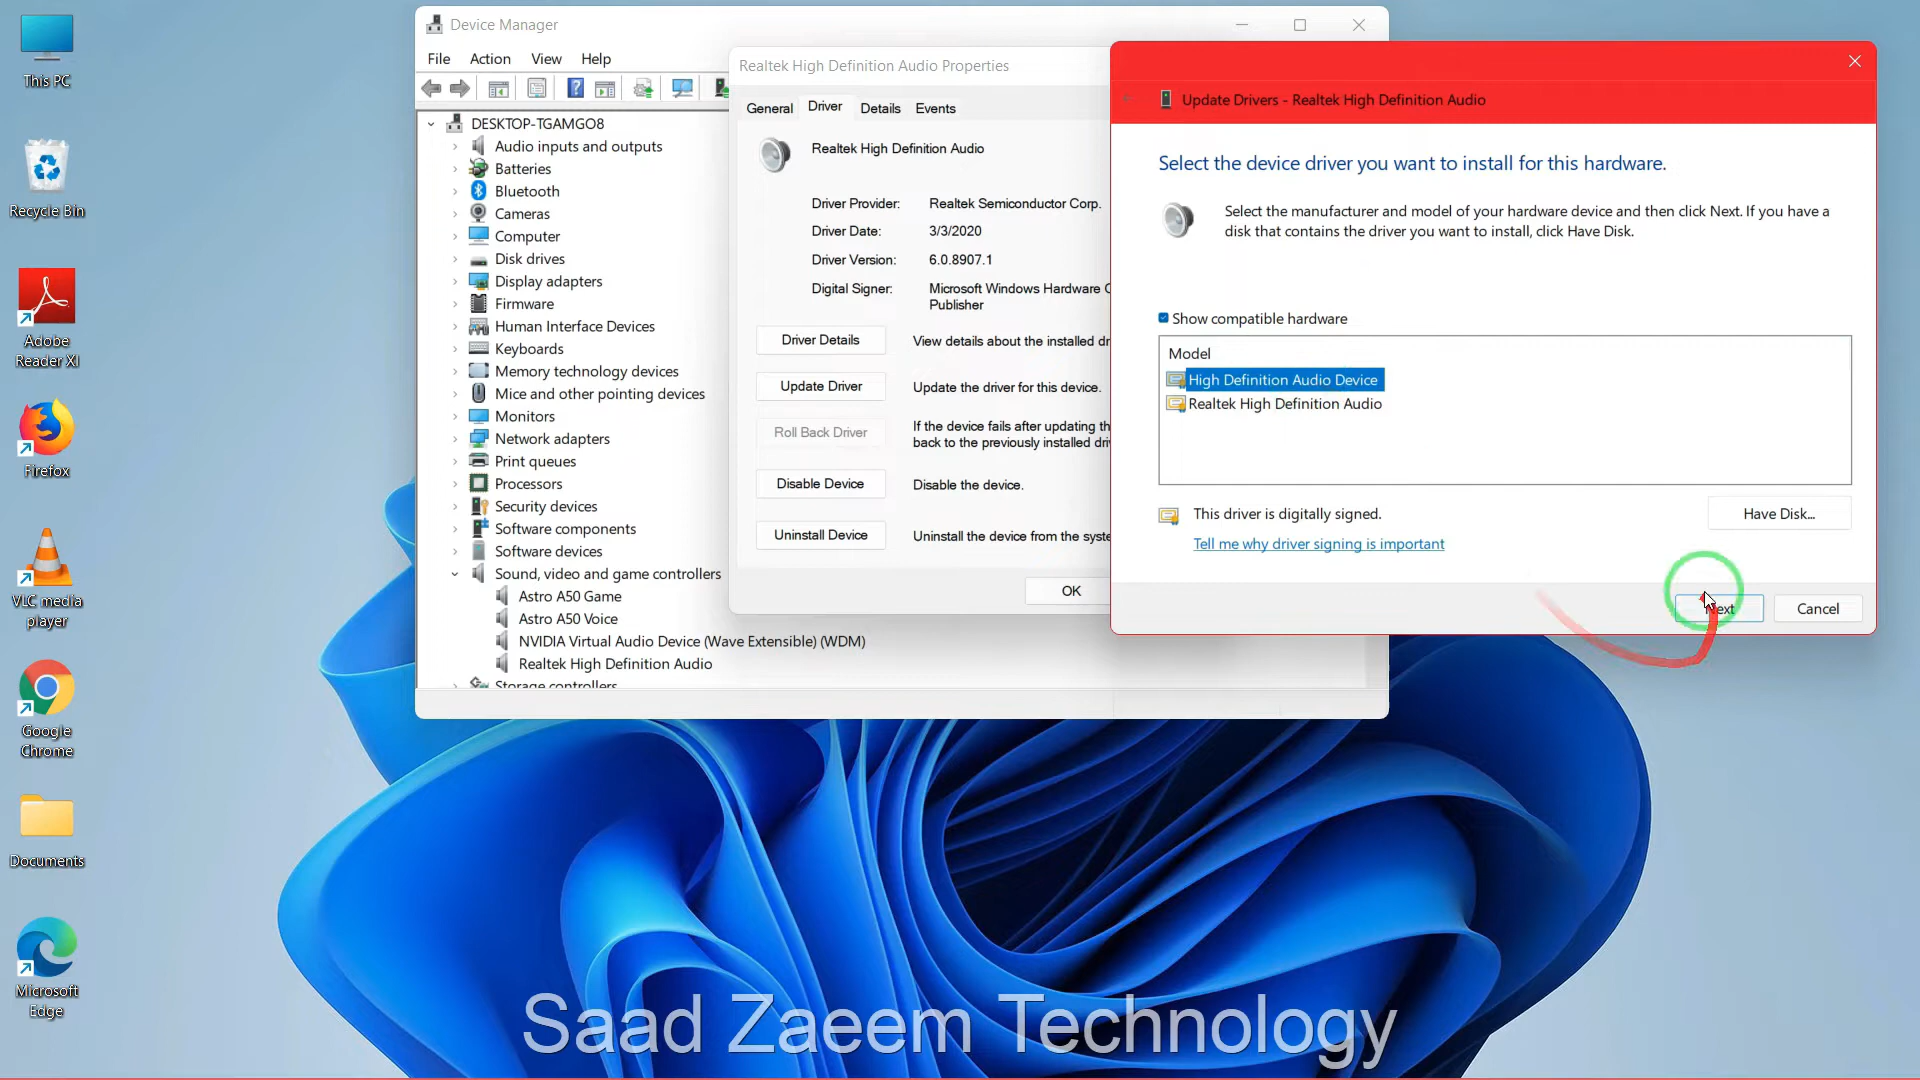 This PC
Recycle Bin
Adobe
Reader XI
Firefox
VLC media
player
Google
Chrome
Documents
Microsoft
Edge
Device Manager
File Action View Help
DESKTOP-TGAMGO8
Audio inputs and outputs
Batteries
Bluetooth
Cameras
Computer
Disk drives
Display adapters
Firmware
Human Interface Devices
Keyboards
Memory technology devices
Mice and other pointing devices
Monitors
Network adapters
Print queues
Processors
Security devices
Software components
Software devices
Sound, video and game controllers
Astro A50 Game
Astro A50 Voice
NVIDIA Virtual Audio Device (Wave Extensible) (WDM)
Realtek High Definition Audio
Storage controllers
Realtek High Definition Audio Properties
General Driver Details Events
Realtek High Definition Audio
Driver Provider: Realtek Semiconductor Corp.
Driver Date: 3/3/2020
Driver Version: 6.0.8907.1
Digital Signer: Microsoft Windows Hardware C
Publisher
Driver Details View details about the installed dr
Update Driver Update the driver for this device.
Roll Back Driver If the device fails after updating th
back to the previously installed driv
Disable Device Disable the device.
Uninstall Device Uninstall the device from the syste
OK
Update Drivers - Realtek High Definition Audio
Select the device driver you want to install for this hardware.
Select the manufacturer and model of your hardware device and then click Next. If you have a
disk that contains the driver you want to install, click Have Disk.
Show compatible hardware
Model
High Definition Audio Device
Realtek High Definition Audio
This driver is digitally signed.
Have Disk...
Tell me why driver signing is important
Next Cancel
Saad Zaeem Technology